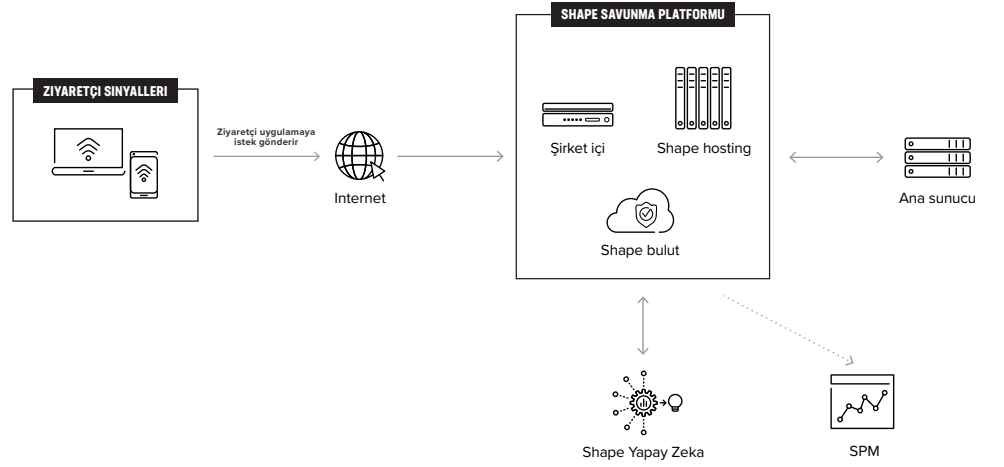 SHAPE SAVUNMA PLATFORMU
ZIYARETÇI SINYALLERI
Ziyaretçi uygulamaya
istek gönderir
Internet
Şirket içi
Shape hosting
Shape bulut
Ana sunucu
Shape Yapay Zeka
SPM